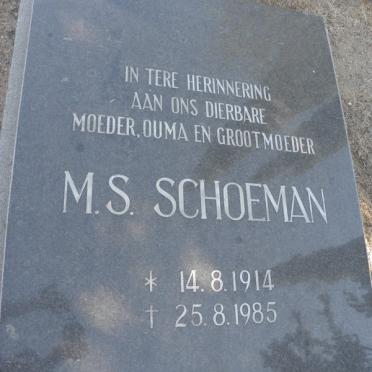 IN TERE HERINNERING
AAN ONS DIERBARE
MOEDER, OUMA EN GROOTMOEDER
M.S. SCHOEMAN
* 14.8.1914
† 25.8.1985